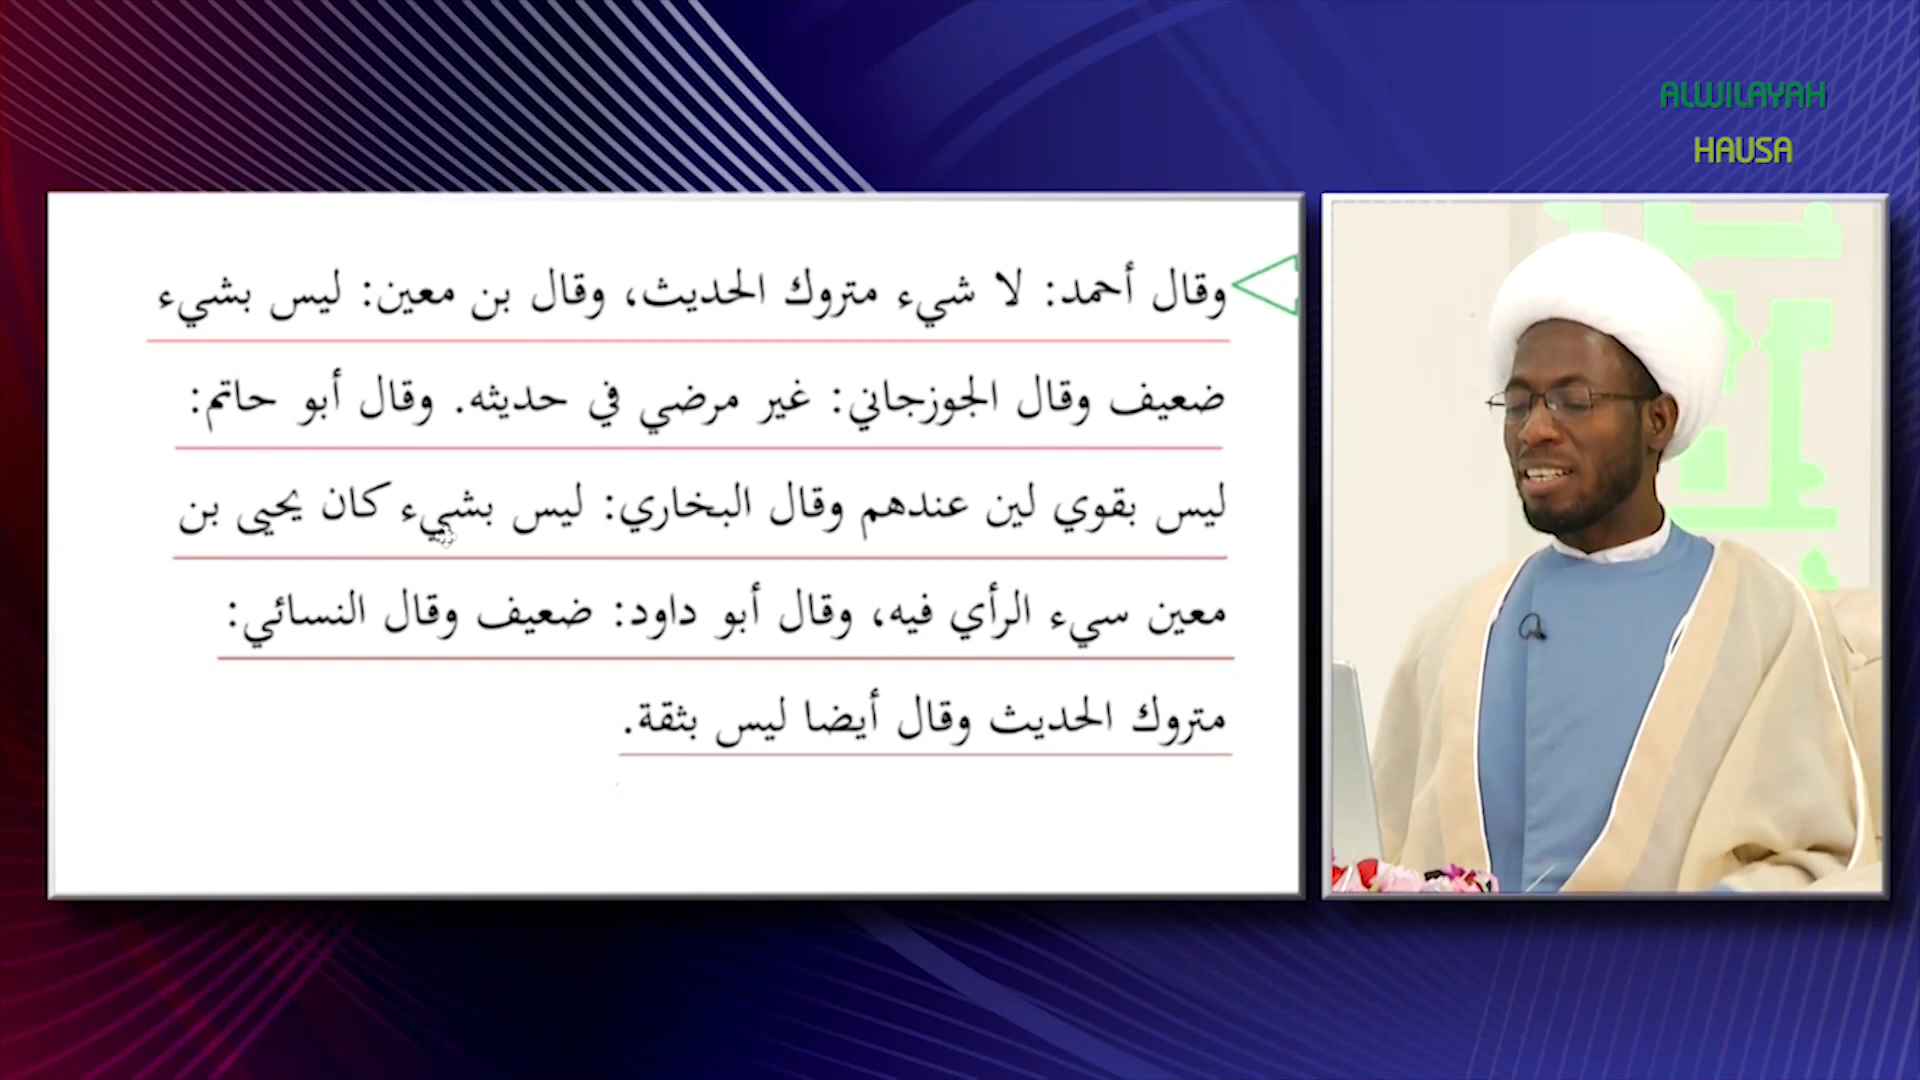 ALWILAYAH
HAUSA
وقال أحمد: لا شيء متروك الحديث، وقال بن معين: ليس بشيء
ضعيف وقال الجوزجاني: غير مرضي في حديثه. وقال أبو حاتم:
ليس بقوي لين عندهم وقال البخاري: ليس بشيء كان يحيى بن
معين سيء الرأي فيه، وقال أبو داود: ضعيف وقال النسائي:
متروك الحديث وقال أيضا ليس بثقة.